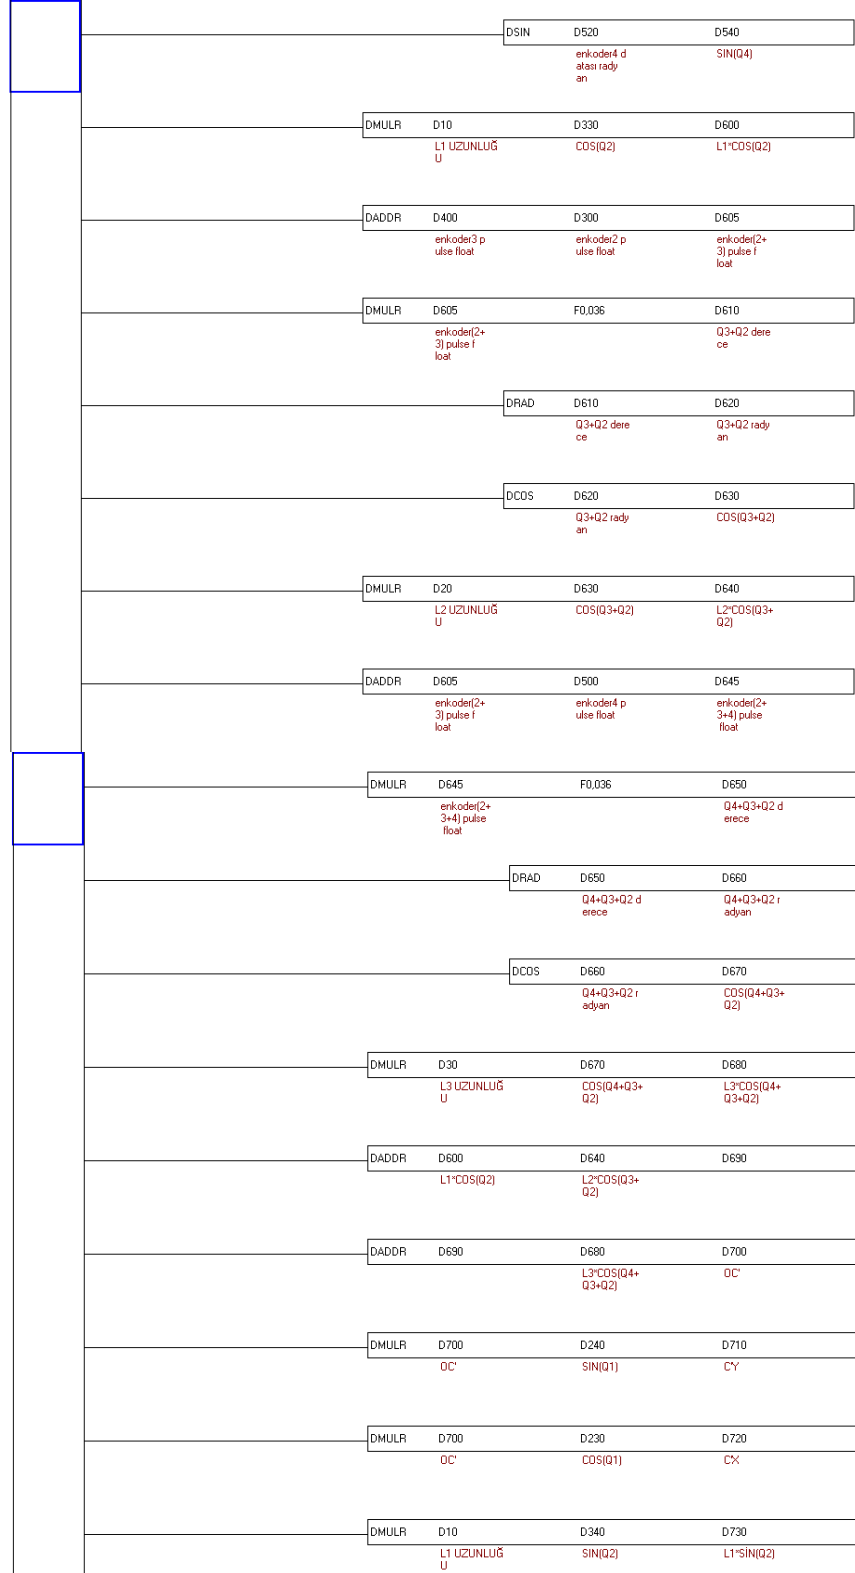 DSIN D520 D540
enkoder4 d SIN(Q4)
atası rady
an
DMULR D10 D330 D600
L1 UZUNLUĞ COS(Q2) L1*COS(Q2)
U
DADDR D400 D300 D605
enkoder3 p enkoder2 p enkoder(2+
ulse float ulse float 3) pulse f
loat
DMULR D605 F0,036 D610
enkoder(2+ Q3+Q2 dere
3) pulse f ce
loat
DRAD D610 D620
Q3+Q2 dere Q3+Q2 rady
ce an
DCOS D620 D630
Q3+Q2 rady COS(Q3+Q2)
an
DMULR D20 D630 D640
L2 UZUNLUĞ COS(Q3+Q2) L2*COS(Q3+
U Q2)
DADDR D605 D500 D645
enkoder(2+ enkoder4 p enkoder(2+
3) pulse f ulse float 3+4) pulse
loat float
DMULR D645 F0,036 D650
enkoder(2+ Q4+Q3+Q2 d
3+4) pulse erece
float
DRAD D650 D660
Q4+Q3+Q2 d Q4+Q3+Q2 r
erece adyan
DCOS D660 D670
Q4+Q3+Q2 r COS(Q4+Q3+
adyan Q2)
DMULR D30 D670 D680
L3 UZUNLUĞ COS(Q4+Q3+ L3*COS(Q4+
U Q2) Q3+Q2)
DADDR D600 D640 D690
L1*COS(Q2) L2*COS(Q3+
Q2)
DADDR D690 D680 D700
L3*COS(Q4+ OC'
Q3+Q2)
DMULR D700 D240 D710
OC' SIN(Q1) C'Y
DMULR D700 D230 D720
OC' COS(Q1) C'X
DMULR D10 D340 D730
L1 UZUNLUĞ SIN(Q2) L1*SİN(Q2)
U